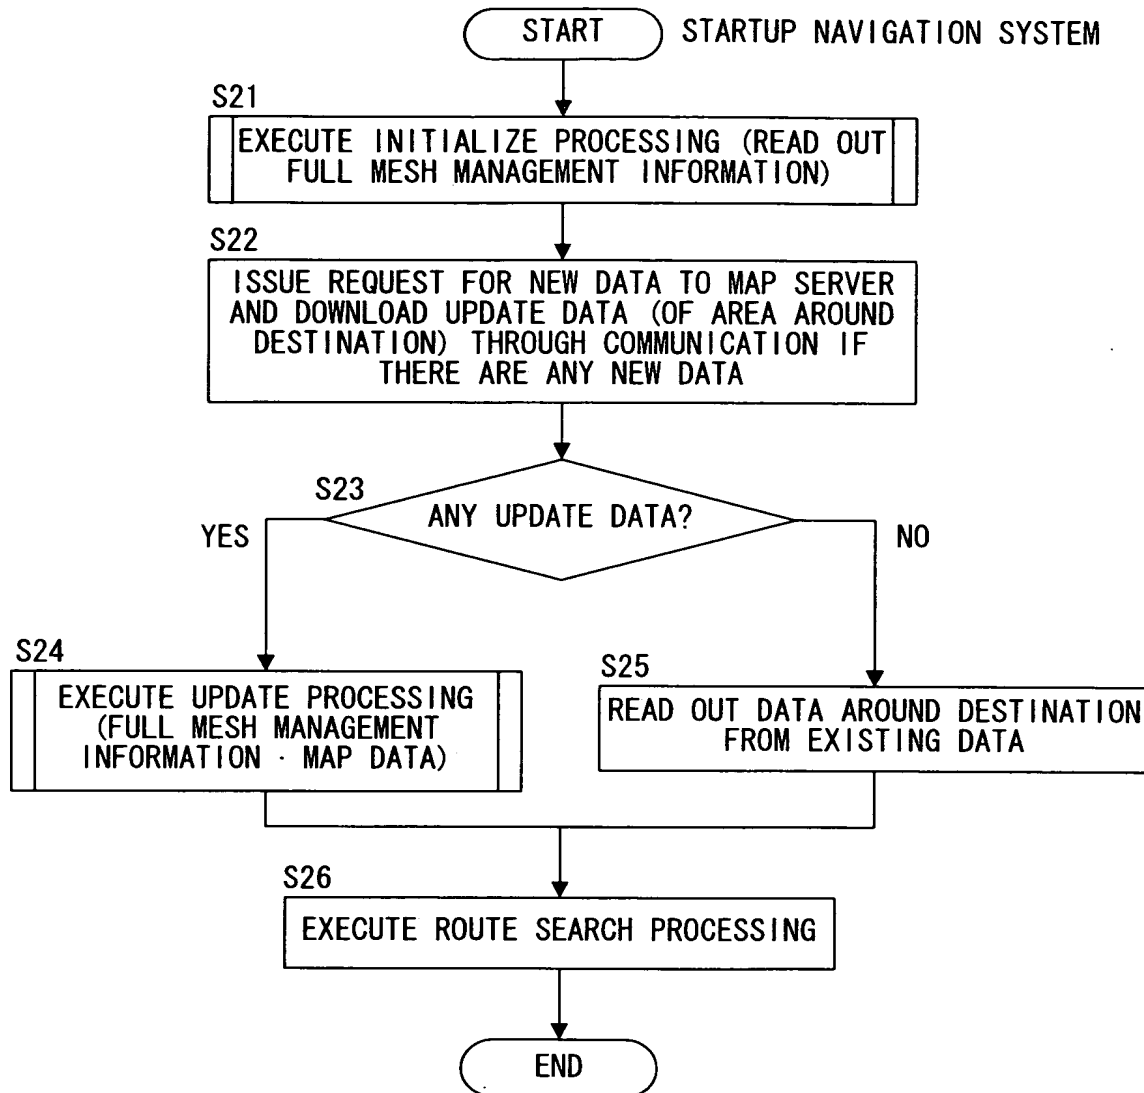 START
STARTUP NAVIGATION SYSTEM
S21
EXECUTE INITIALIZE PROCESSING (READ OUT
FULL MESH MANAGEMENT INFORMATION)
S22
ISSUE REQUEST FOR NEW DATA TO MAP SERVER
AND DOWNLOAD UPDATE DATA (OF AREA AROUND
DESTINATION) THROUGH COMMUNICATION IF
THERE ARE ANY NEW DATA
S23
ANY UPDATE DATA?
YES
NO
S24
EXECUTE UPDATE PROCESSING
(FULL MESH MANAGEMENT
INFORMATION · MAP DATA)
S25
READ OUT DATA AROUND DESTINATION
FROM EXISTING DATA
S26
EXECUTE ROUTE SEARCH PROCESSING
END